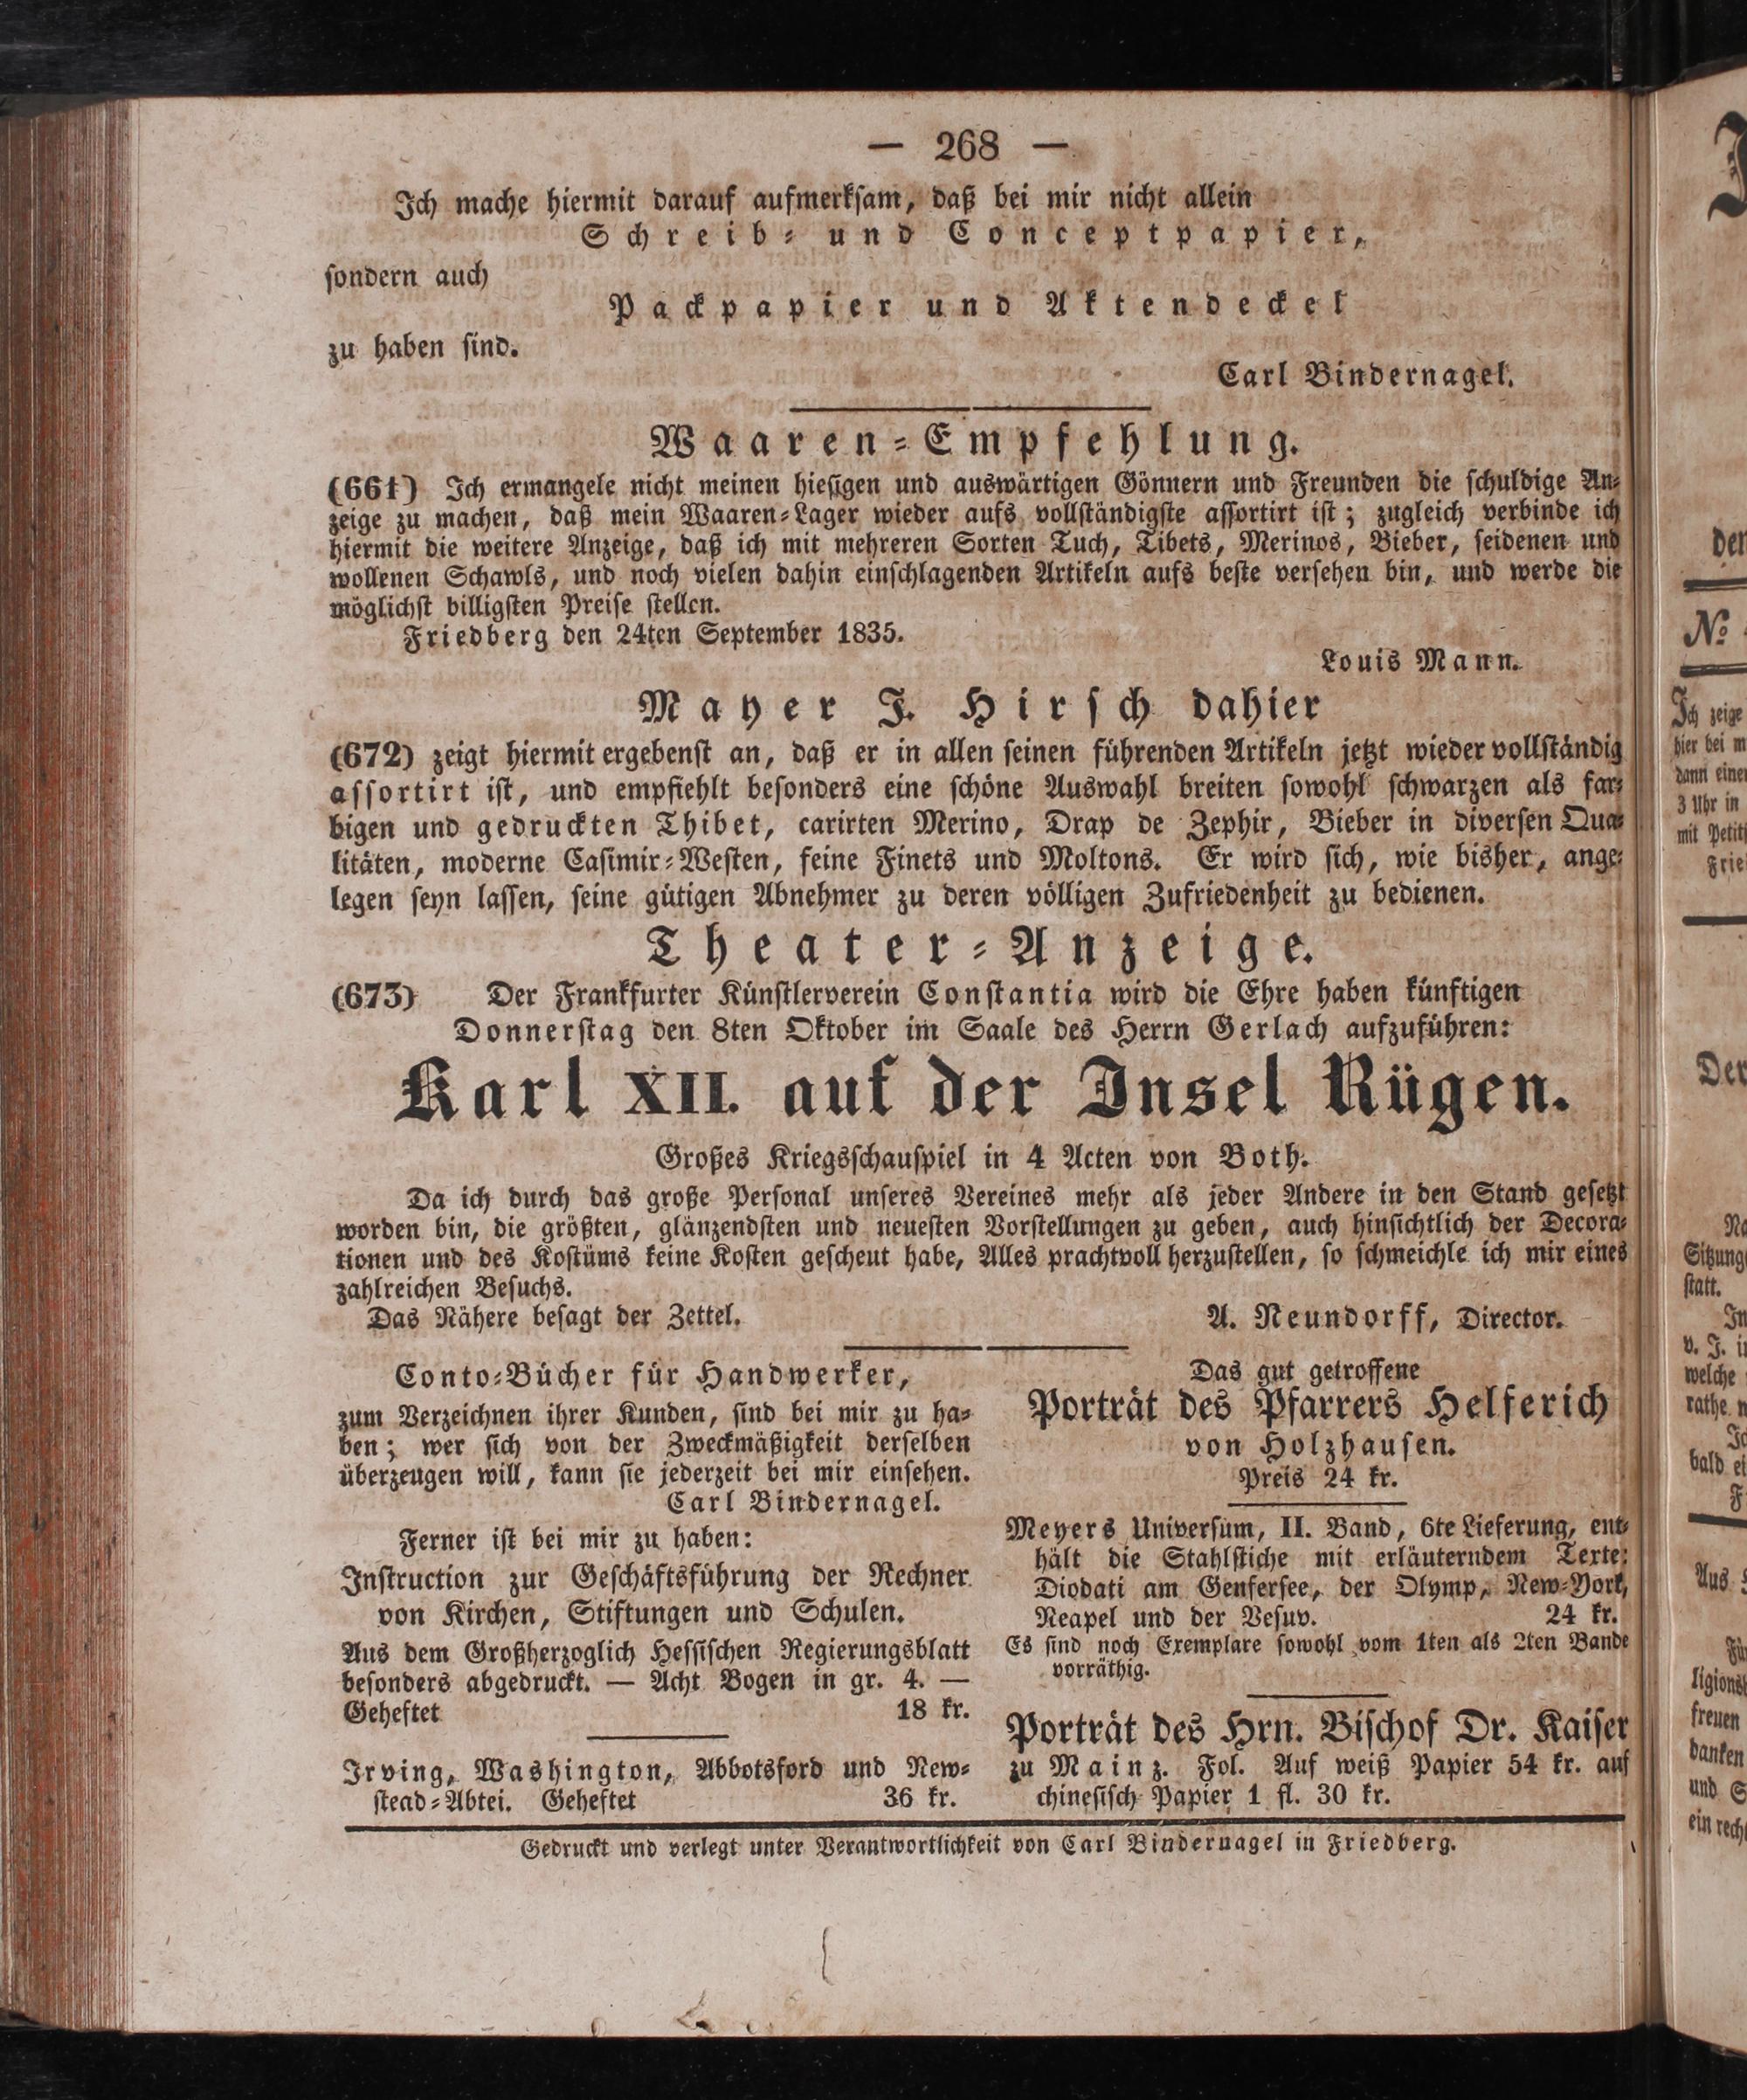 — 268 —
Ich mache hiermit darauf aufmerkſam, daß bei mir nicht allein
Schreib- und Conceptpapier,
ſondern auch
Packpapier und Aktendeckel
zu haben ſind.
Carl Bindernagel.
Waaren-Empfehlung.
(661) Ich ermangele nicht meinen hieſigen und auswärtigen Gönnern und Freunden die ſchuldige An-
zeige zu machen, daß mein Waaren-Lager wieder aufs vollſtändigſte aſſortirt iſt; zugleich verbinde ich
hiermit die weitere Anzeige, daß ich mit mehreren Sorten Tuch, Tibets, Merinos, Bieber, ſeidenen und
wollenen Schawls, und noch vielen dahin einſchlagenden Artikeln aufs beſte verſehen bin, und werde die
möglichſt billigſten Preiſe ſtellen.
Friedberg den 24ten September 1835.
Louis Mann.
Mayer J. Hirſch dahier
(672) zeigt hiermit ergebenſt an, daß er in allen ſeinen führenden Artikeln jetzt wieder vollſtändig
aſſortirt iſt, und empfiehlt beſonders eine ſchöne Auswahl breiten ſowohl ſchwarzen als far-
bigen und gedruckten Thibet, carirten Merino, Drap de Zephir, Bieber in diverſen Qua-
litäten, moderne Caſimir-Weſten, feine Finets und Moltons. Er wird ſich, wie bisher, ange-
legen ſeyn laſſen, ſeine gütigen Abnehmer zu deren völligen Zufriedenheit zu bedienen.
Theater-Anzeige.
(673) Der Frankfurter Künſtlerverein Conſtantia wird die Ehre haben künftigen
Donnerſtag den 8ten Oktober im Saale des Herrn Gerlach aufzuführen:
Karl XII. auf der Insel Rügen.
Großes Kriegsſchauſpiel in 4 Acten von Both.
Da ich durch das große Perſonal unſeres Vereines mehr als jeder Andere in den Stand geſetzt
worden bin, die größten, glänzendſten und neueſten Vorſtellungen zu geben, auch hinſichtlich der Decora-
tionen und des Koſtüms keine Koſten geſcheut habe, Alles prachtvoll herzuſtellen, ſo ſchmeichle ich mir eines
zahlreichen Beſuchs.
Das Nähere beſagt der Zettel.
A. Neundorff, Director.
Conto-Bücher für Handwerker,
zum Verzeichnen ihrer Kunden, ſind bei mir zu ha-
ben; wer ſich von der Zweckmäßigkeit derſelben
überzeugen will, kann ſie jederzeit bei mir einſehen.
Carl Bindernagel.
Ferner iſt bei mir zu haben:
Inſtruction zur Geſchäftsführung der Rechner
von Kirchen, Stiftungen und Schulen.
Aus dem Großherzoglich Heſſiſchen Regierungsblatt
beſonders abgedruckt. — Acht Bogen in gr. 4. —
Geheftet 18 kr.
Irving, Washington, Abbotsford und New-
ſtead-Abtei. Geheftet 36 kr.
Das gut getroffene
Porträt des Pfarrers Helferich
von Holzhauſen.
Preis 24 kr.
Meyers Univerſum, II. Band, 6te Lieferung, ent-
hält die Stahlſtiche mit erläuterndem Texte:
Diodati am Genferſee, der Olymp, New-York,
Neapel und der Veſuv. 24 kr.
Es ſind noch Exemplare ſowohl vom 1ten als 2ten Bande
vorräthig.
Porträt des Hrn. Biſchof Dr. Kaiſer
zu Mainz. Fol. Auf weiß Papier 54 kr. auf
chineſiſch Papier 1 fl. 30 kr.
Gedruckt und verlegt unter Verantwortlichkeit von Carl Bindernagel in Friedberg.
№
Ich zeige
hier bei m
dann eine
3 Uhr in
Sitzung
ſtatt.
welche
rathe
bald
Aus
freuen
und